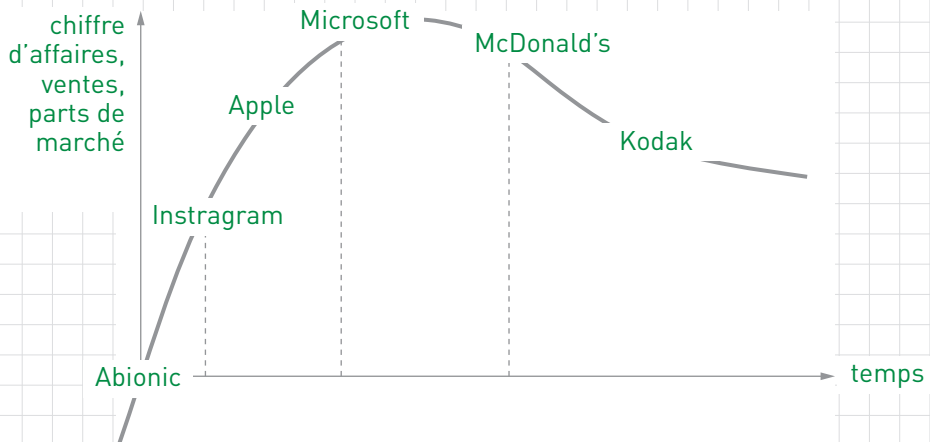 chiffre
d'affaires,
ventes,
parts de
marché
Microsoft
McDonald's
Apple
Kodak
Instragram
Abionic
temps